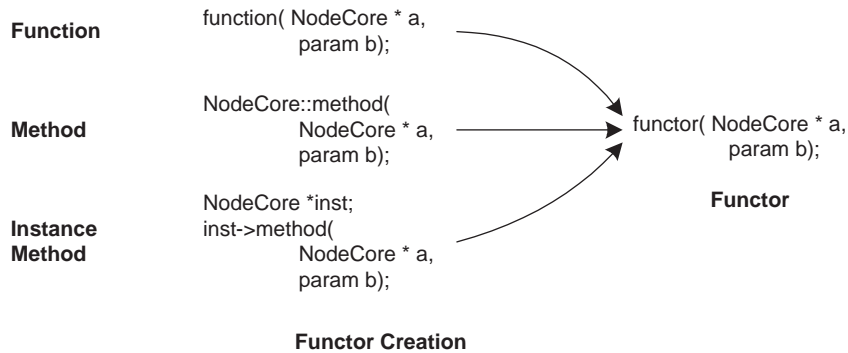 Function
function( NodeCore * a,
param b);
Method
NodeCore::method(
NodeCore * a,
param b);
Instance
Method
NodeCore *inst;
inst->method(
NodeCore * a,
param b);
functor( NodeCore * a,
param b);
Functor
Functor Creation